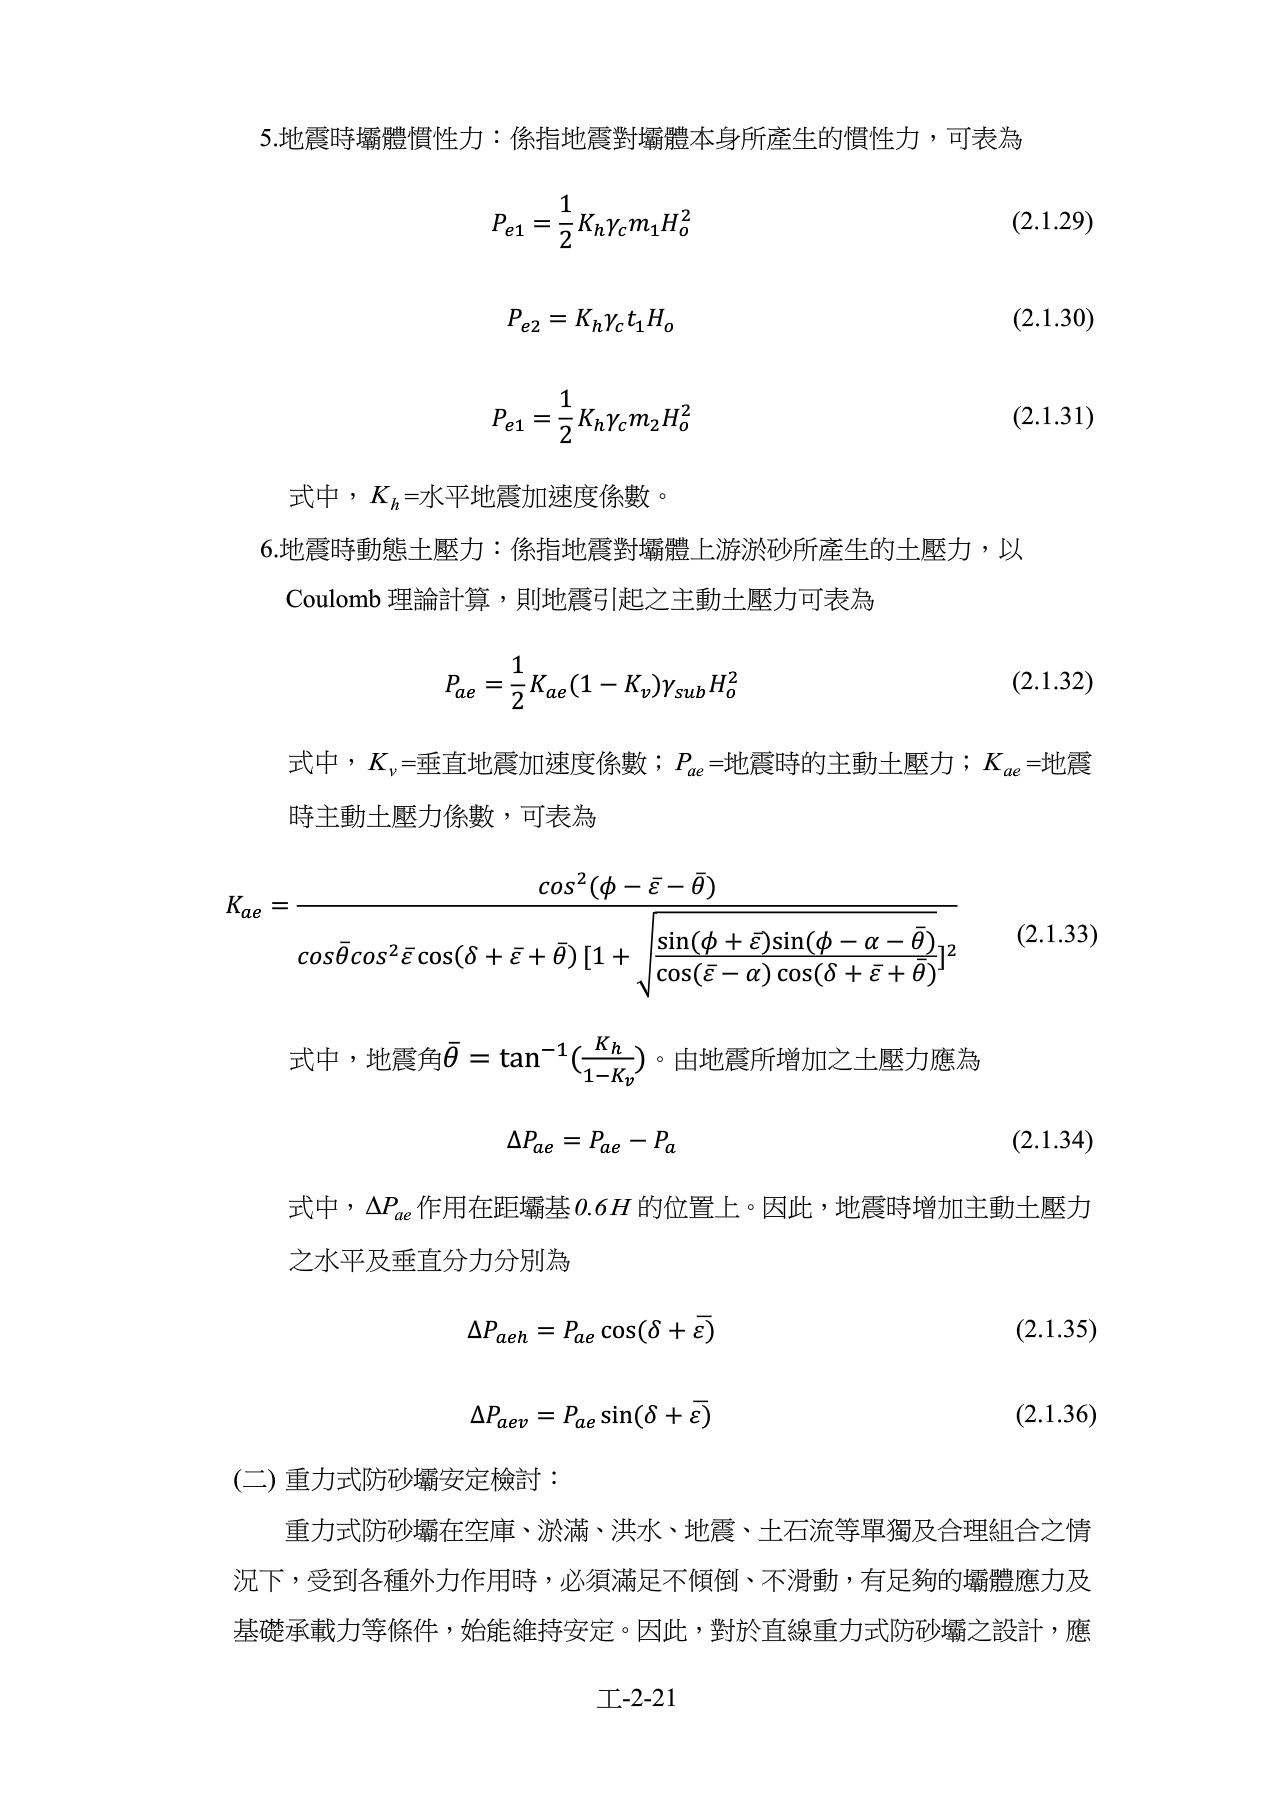 5.地震時壩體慣性力：係指地震對壩體本身所產生的慣性力，可表為
$P_{e1} = \frac{1}{2} K_h \gamma_c m_1 H_o^2$ (2.1.29)
$P_{e2} = K_h \gamma_c t_1 H_o$ (2.1.30)
$P_{e1} = \frac{1}{2} K_h \gamma_c m_2 H_o^2$ (2.1.31)
式中，$K_h$=水平地震加速度係數。
6.地震時動態土壓力：係指地震對壩體上游淤砂所產生的土壓力，以
Coulomb 理論計算，則地震引起之主動土壓力可表為
$P_{ae} = \frac{1}{2} K_{ae} (1 - K_v) \gamma_{sub} H_o^2$ (2.1.32)
式中，$K_v$=垂直地震加速度係數；$P_{ae}$=地震時的主動土壓力；$K_{ae}$=地震
時主動土壓力係數，可表為
$K_{ae} = \frac{cos^2(\phi - \bar{\varepsilon} - \bar{\theta})}{cos\bar{\theta} cos^2\bar{\varepsilon} \cos(\delta + \bar{\varepsilon} + \bar{\theta}) [1 + \sqrt{\frac{\sin(\phi + \bar{\varepsilon}) \sin(\phi - \alpha - \bar{\theta})}{\cos(\bar{\varepsilon} - \alpha) \cos(\delta + \bar{\varepsilon} + \bar{\theta})}}]^2}$ (2.1.33)
式中，地震角$\bar{\theta} = \tan^{-1}(\frac{K_h}{1-K_v})$。由地震所增加之土壓力應為
$\Delta P_{ae} = P_{ae} - P_a$ (2.1.34)
式中，$\Delta P_{ae}$ 作用在距壩基 0.6H 的位置上。因此，地震時增加主動土壓力
之水平及垂直分力分別為
$\Delta P_{aeh} = P_{ae} \cos(\delta + \bar{\varepsilon})$ (2.1.35)
$\Delta P_{aev} = P_{ae} \sin(\delta + \bar{\varepsilon})$ (2.1.36)
(二) 重力式防砂壩安定檢討：
重力式防砂壩在空庫、淤滿、洪水、地震、土石流等單獨及合理組合之情
況下，受到各種外力作用時，必須滿足不傾倒、不滑動，有足夠的壩體應力及
基礎承載力等條件，始能維持安定。因此，對於直線重力式防砂壩之設計，應
工-2-21